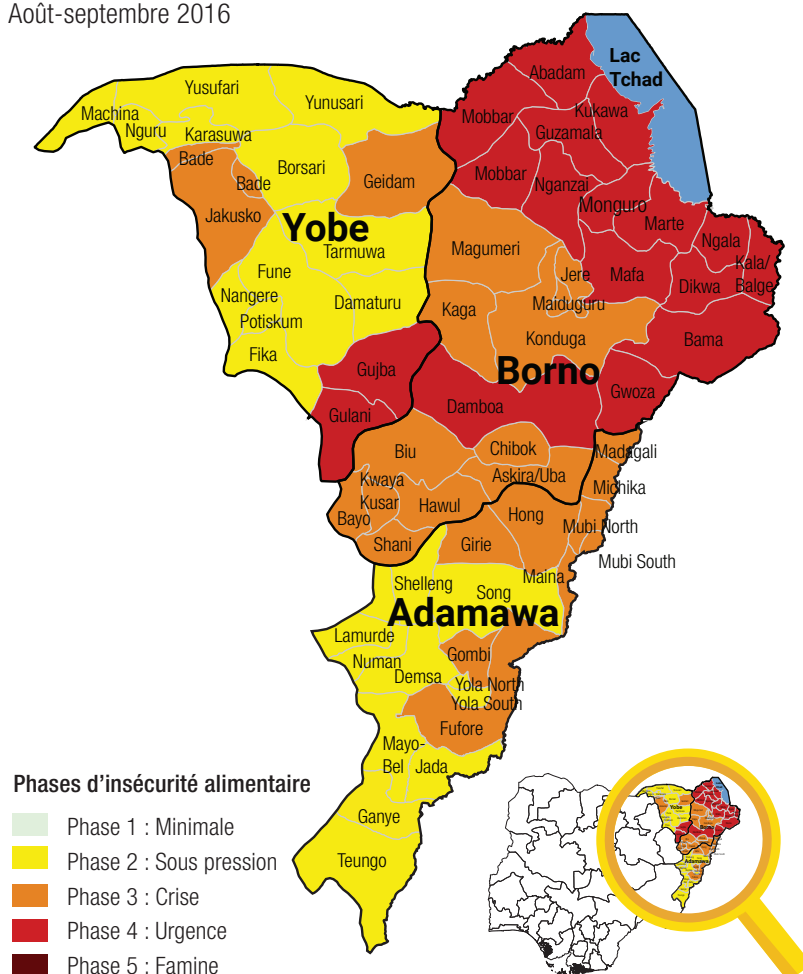 Août-septembre 2016
Lac
Tchad
Abadam
Yusufari
Yunusari
Machina
Kukawa
Mobbar
Nguru
Karasuwa
Guzamala
Bade
Borsari
Bade
Geidam
Mobbar
Nganzai
Jakusko
Monguro
Marte
Yobe
Ngala
Tarmuwa
Magumeri
Kala/
Balge
Fune
Jere
Mafa
Dikwa
Nangere
Damaturu
Kaga
Maiduguru
Potiskum
Konduga
Bama
Fika
Gujba
Borno
Gwoza
Gulani
Damboa
Biu
Chibok
Madagali
Kwaya
Kusar
Askira/Uba
Michika
Bayo
Hawul
Hong
Mubi North
Shani
Girie
Mubi South
Maina
Shelleng
Song
Adamawa
Lamurde
Gombi
Numan
Demsa
Yola North
Yola South
Fufore
Mayo-
Bel
Jada
Ganye
Teungo
Phases d'insécurité alimentaire
Phase 1 : Minimale
Phase 2 : Sous pression
Phase 3 : Crise
Phase 4 : Urgence
Phase 5 : Famine
Yobe
Borno
Adamawa